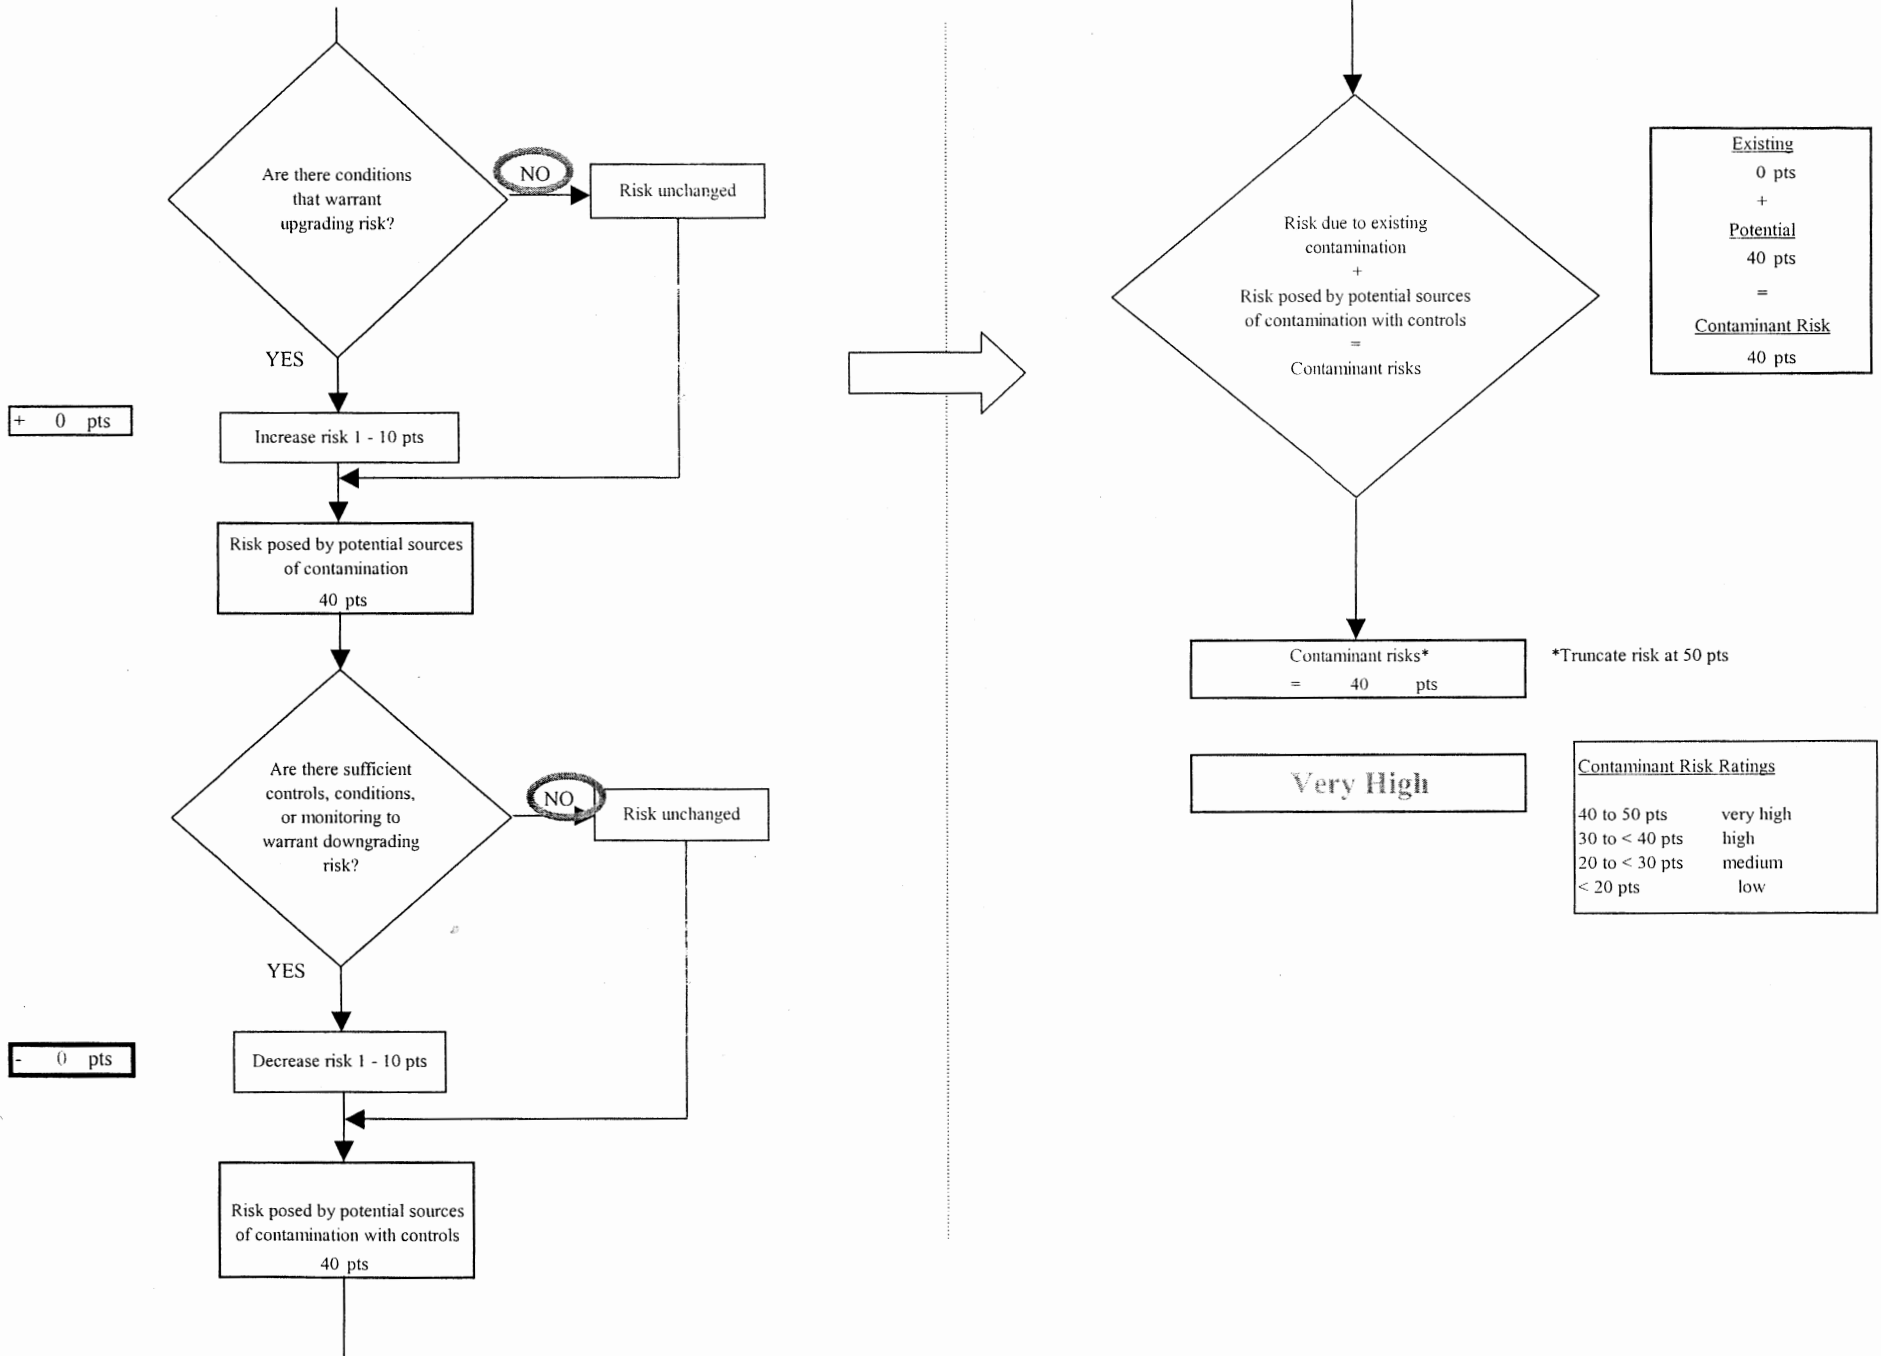 Are there conditions
that warrant
upgrading risk?
NO
Risk unchanged
YES
+ 0 pts
Increase risk 1 - 10 pts
Risk posed by potential sources
of contamination
40 pts
Are there sufficient
controls, conditions,
or monitoring to
warrant downgrading
risk?
NO
Risk unchanged
YES
- 0 pts
Decrease risk 1 - 10 pts
Risk posed by potential sources
of contamination with controls
40 pts
Risk due to existing
contamination
+
Risk posed by potential sources
of contamination with controls
=
Contaminant risks
Existing
0 pts
+
Potential
40 pts
=
Contaminant Risk
40 pts
Contaminant risks*
= 40 pts
*Truncate risk at 50 pts
Very High
Contaminant Risk Ratings
40 to 50 pts very high
30 to < 40 pts high
20 to < 30 pts medium
< 20 pts low